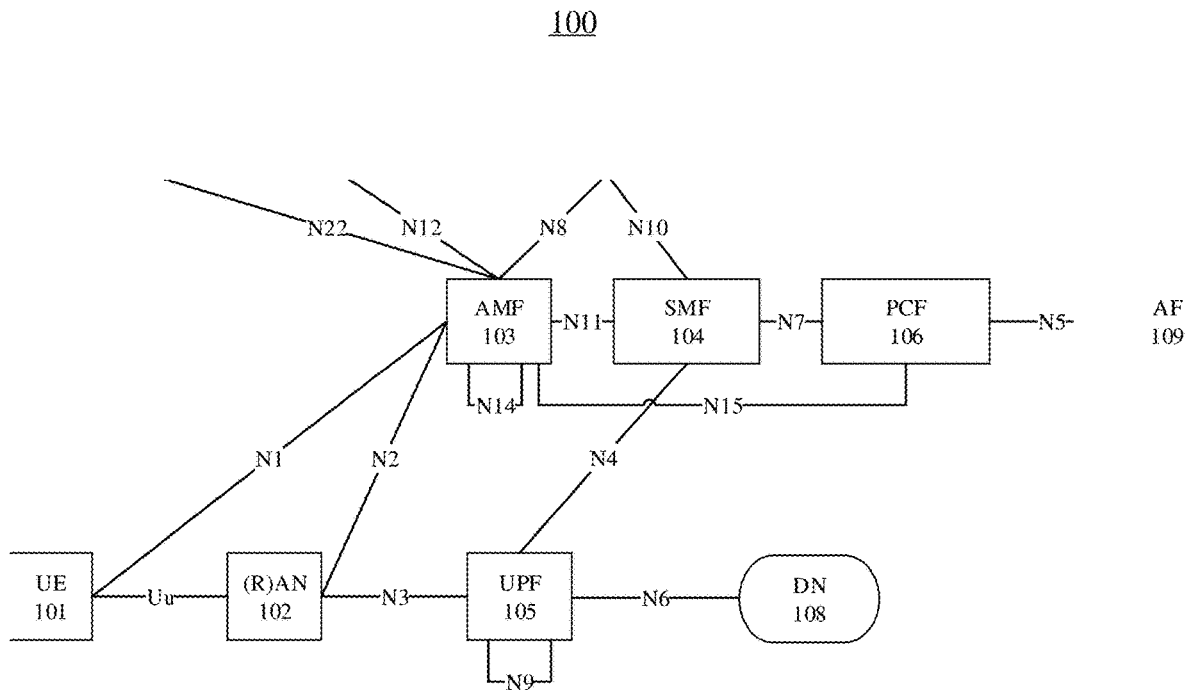 100
N22
N12
N8
N10
AMF
103
N11
SMF
104
N7
PCF
106
N5
AF
109
N14
N15
N1
N2
N4
UE
101
Uu
(R)AN
102
N3
UPF
105
N6
DN
108
N9